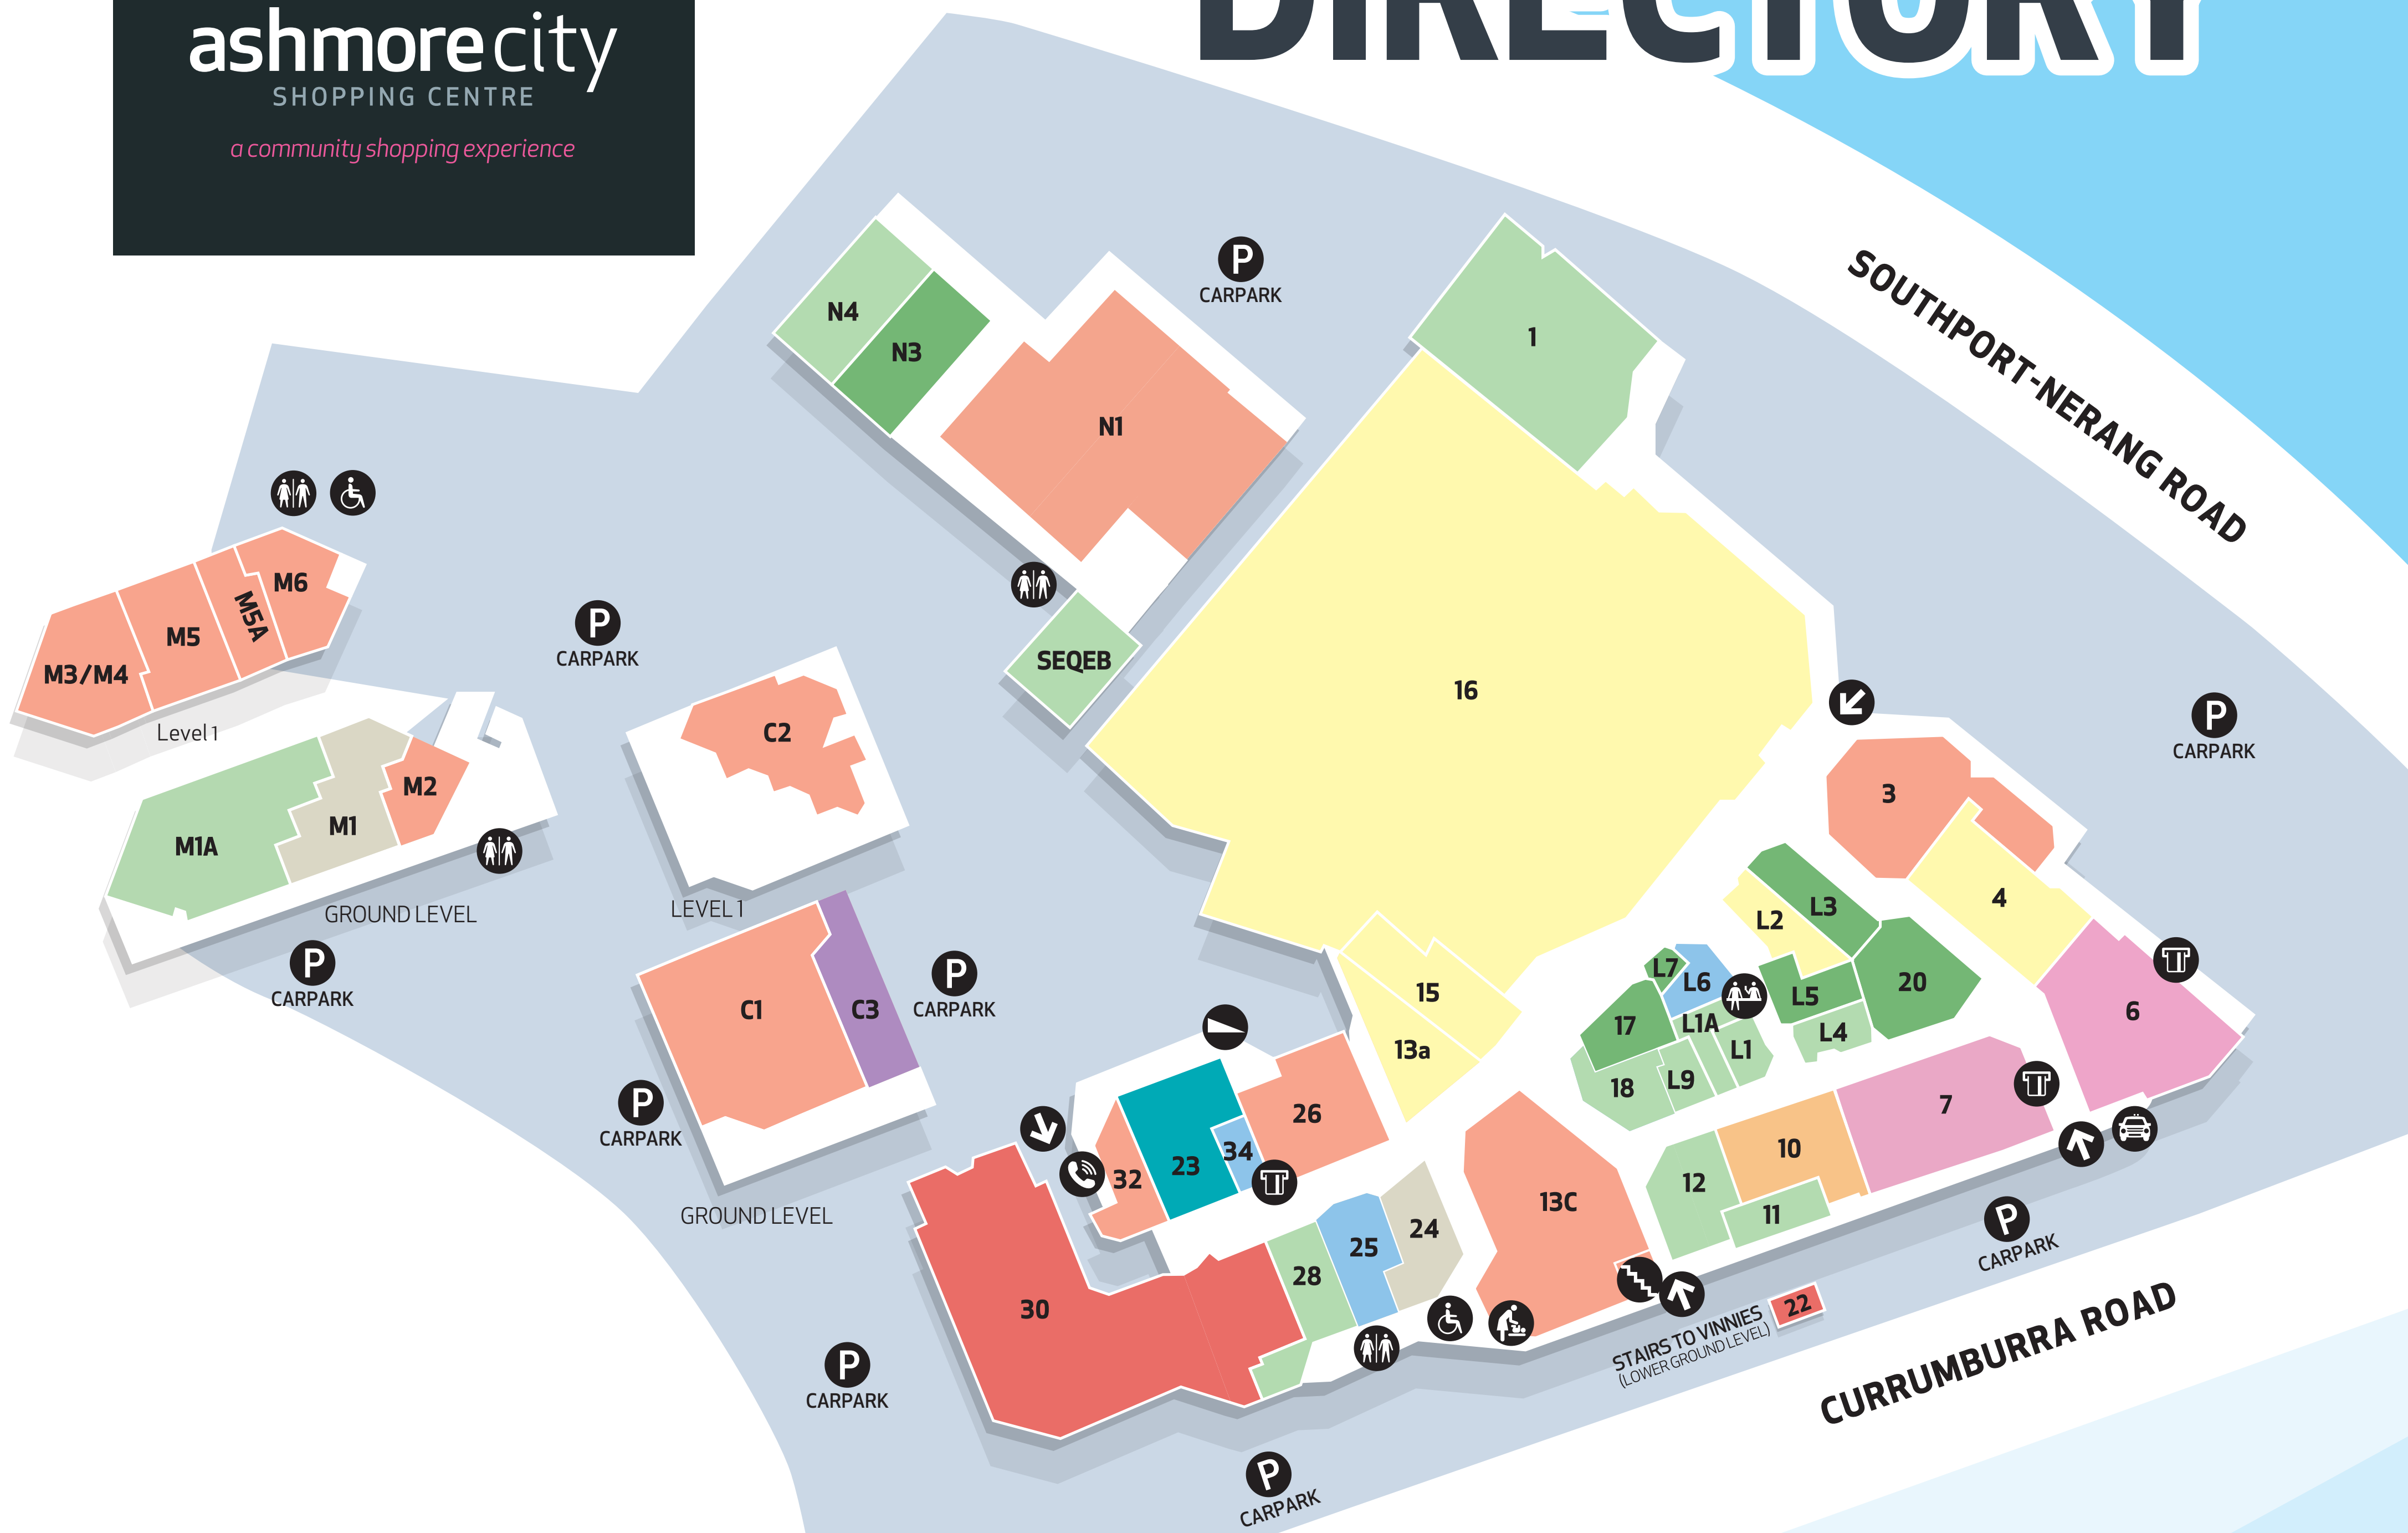 DIRECTORY
ashmorecity
SHOPPING CENTRE
a community shopping experience
SOUTHPORT-NERANG ROAD
P
CARPARK
N4
N3
N1
1
SEQEB
16
M6
M5A
M5
M3/M4
Level 1
P
CARPARK
M2
M1
M1A
GROUND LEVEL
P
CARPARK
C2
LEVEL 1
C1
C3
P
CARPARK
P
CARPARK
GROUND LEVEL
P
CARPARK
3
4
L3
L2
L7
L6
L5
20
6
15
13a
17
L1A
L1
L4
18
L9
7
26
34
23
32
10
12
11
13C
24
25
28
30
P
CARPARK
P
CARPARK
22
STAIRS TO VINNIES
(LOWER GROUND LEVEL)
CURRUMBURRA ROAD
P
CARPARK